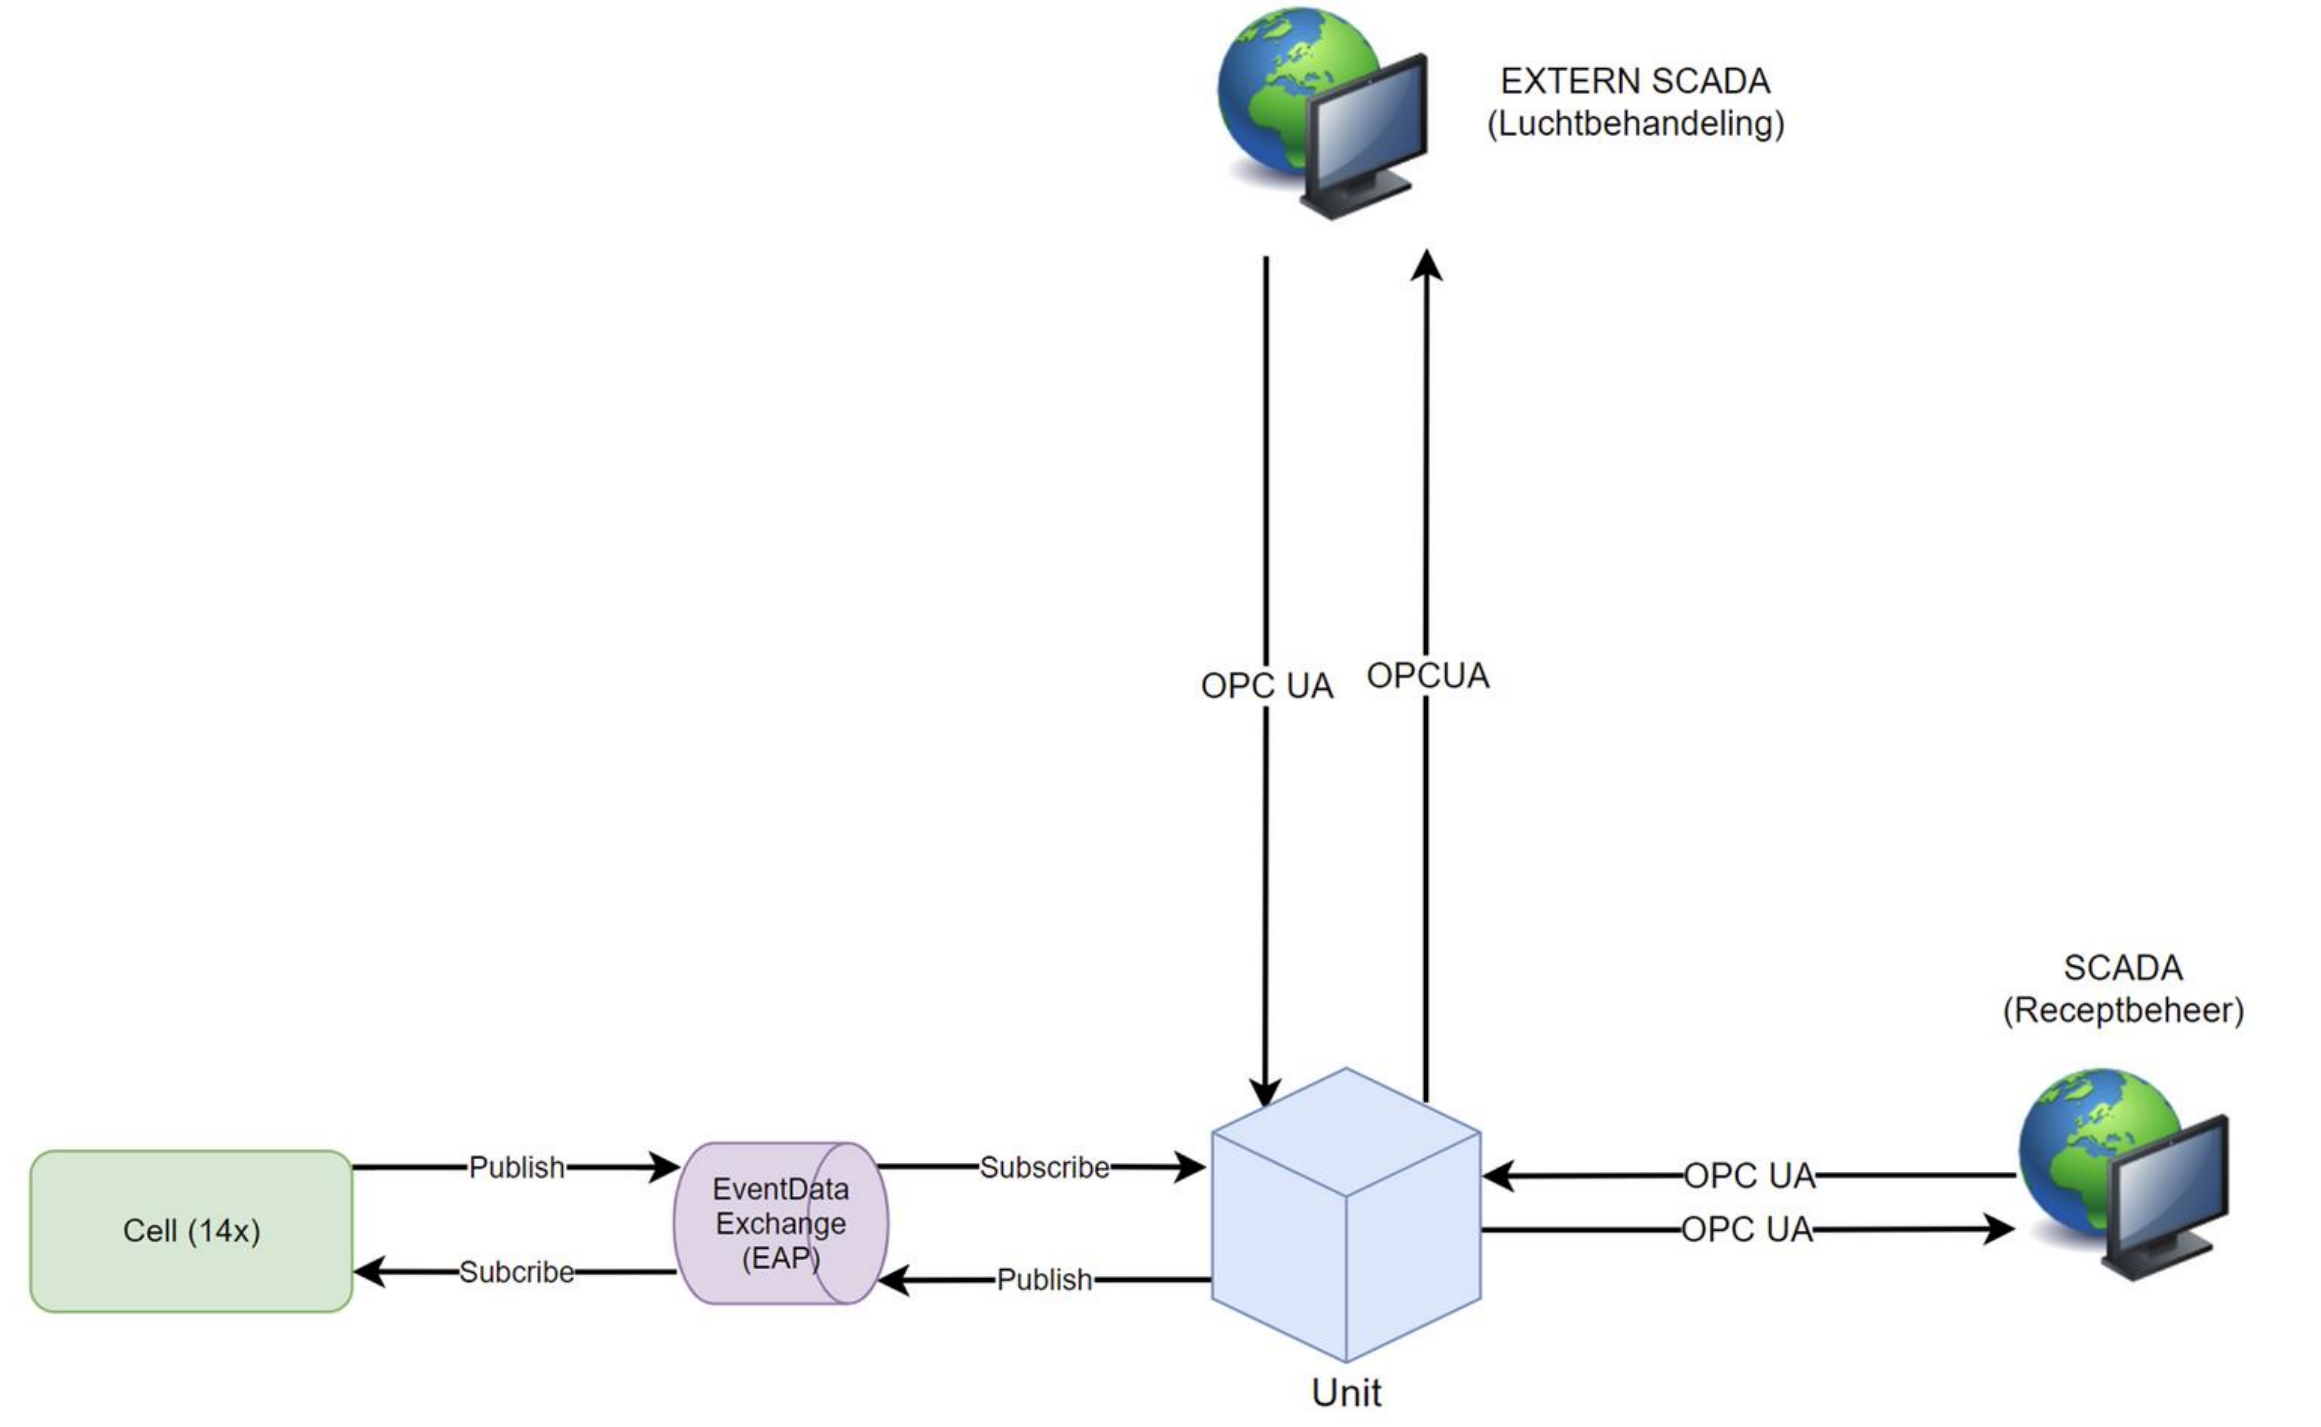 EXTERN SCADA
(Luchtbehandeling)
OPC UA
OPCUA
SCADA
(Receptbeheer)
Publish
EventData
Exchange
(EAP)
Subscribe
OPC UA
Cell (14x)
OPC UA
Subcribe
Publish
Unit